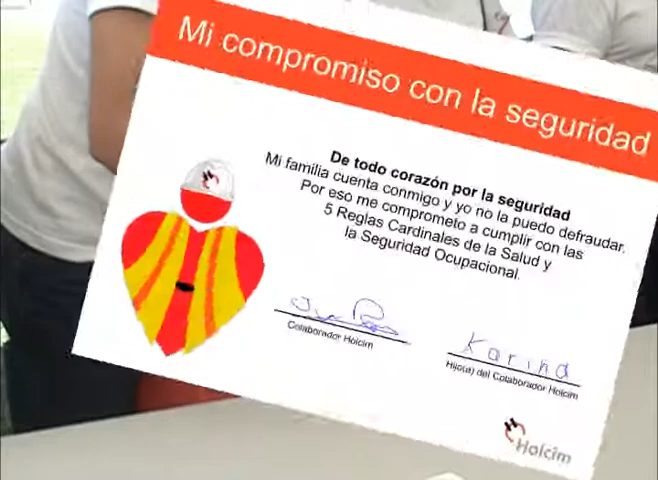 Mi compromiso con la seguridad
De todo corazón por la seguridad
Mi familia cuenta conmigo y yo no la puedo defraudar.
Por eso me comprometo a cumplir con las
5 Reglas Cardinales de la Salud y
la Seguridad Ocupacional.
Colaborador Holcim
Karina
Hijo(a) del Colaborador Holcim
Holcim